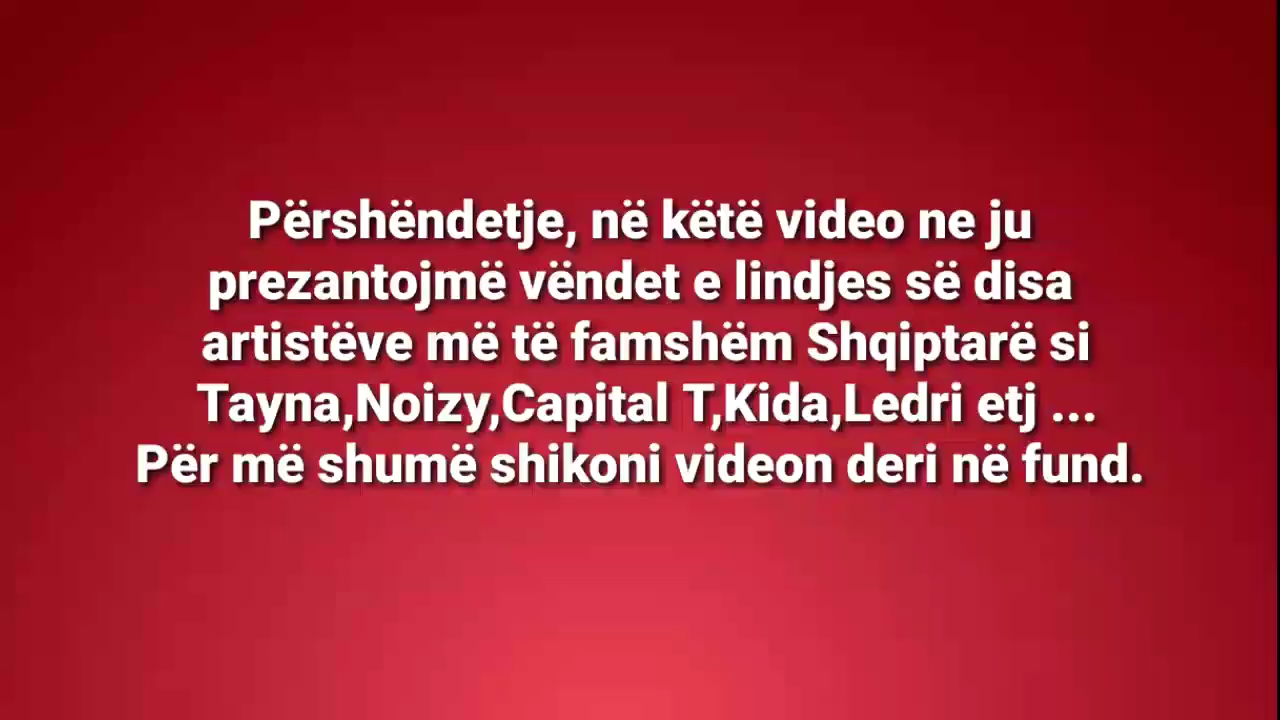 Përshëndetje, në këtë video ne ju
prezantojmë vëndet e lindjes së disa
artistëve më të famshëm Shqiptarë si
Tayna,Noizy,Capital T,Kida,Ledri etj ...
Për më shumë shikoni videon deri në fund.